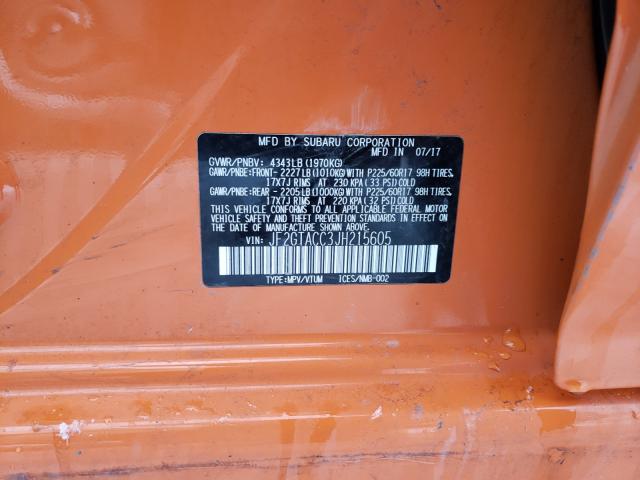 MFD BY SUBARU CORPORATION
MFD IN 07/17
GVWR/PNBV: 4343LB (1970KG)
GAWR/PNBE:FRONT- 2227LB (1010KG) WITH P225/60R17 98H TIRES,
17X7J RIMS AT 230 KPA (33 PSI)COLD
GAWR/PNBE:REAR - 2205LB (1000KG) WITH P225/60R17 98H TIRES,
17X7J RIMS AT 220 KPA (32 PSI)COLD
THIS VEHICLE CONFORMS TO ALL APPLICABLE FEDERAL MOTOR
VEHICLE SAFETY AND THEFT PREVENTION STANDARDS IN EFFECT ON
THE DATE OF MANUFACTURE SHOWN ABOVE.
VIN: JF2GTACC3JH215605
TYPE:MPV/VTUM ICES/NMB-002